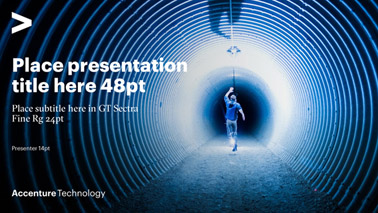 Place presentation
title here 48pt
Place subtitle here in GT Sectra
Fine Rg 24pt
Presenter 14pt
Accenture Technology